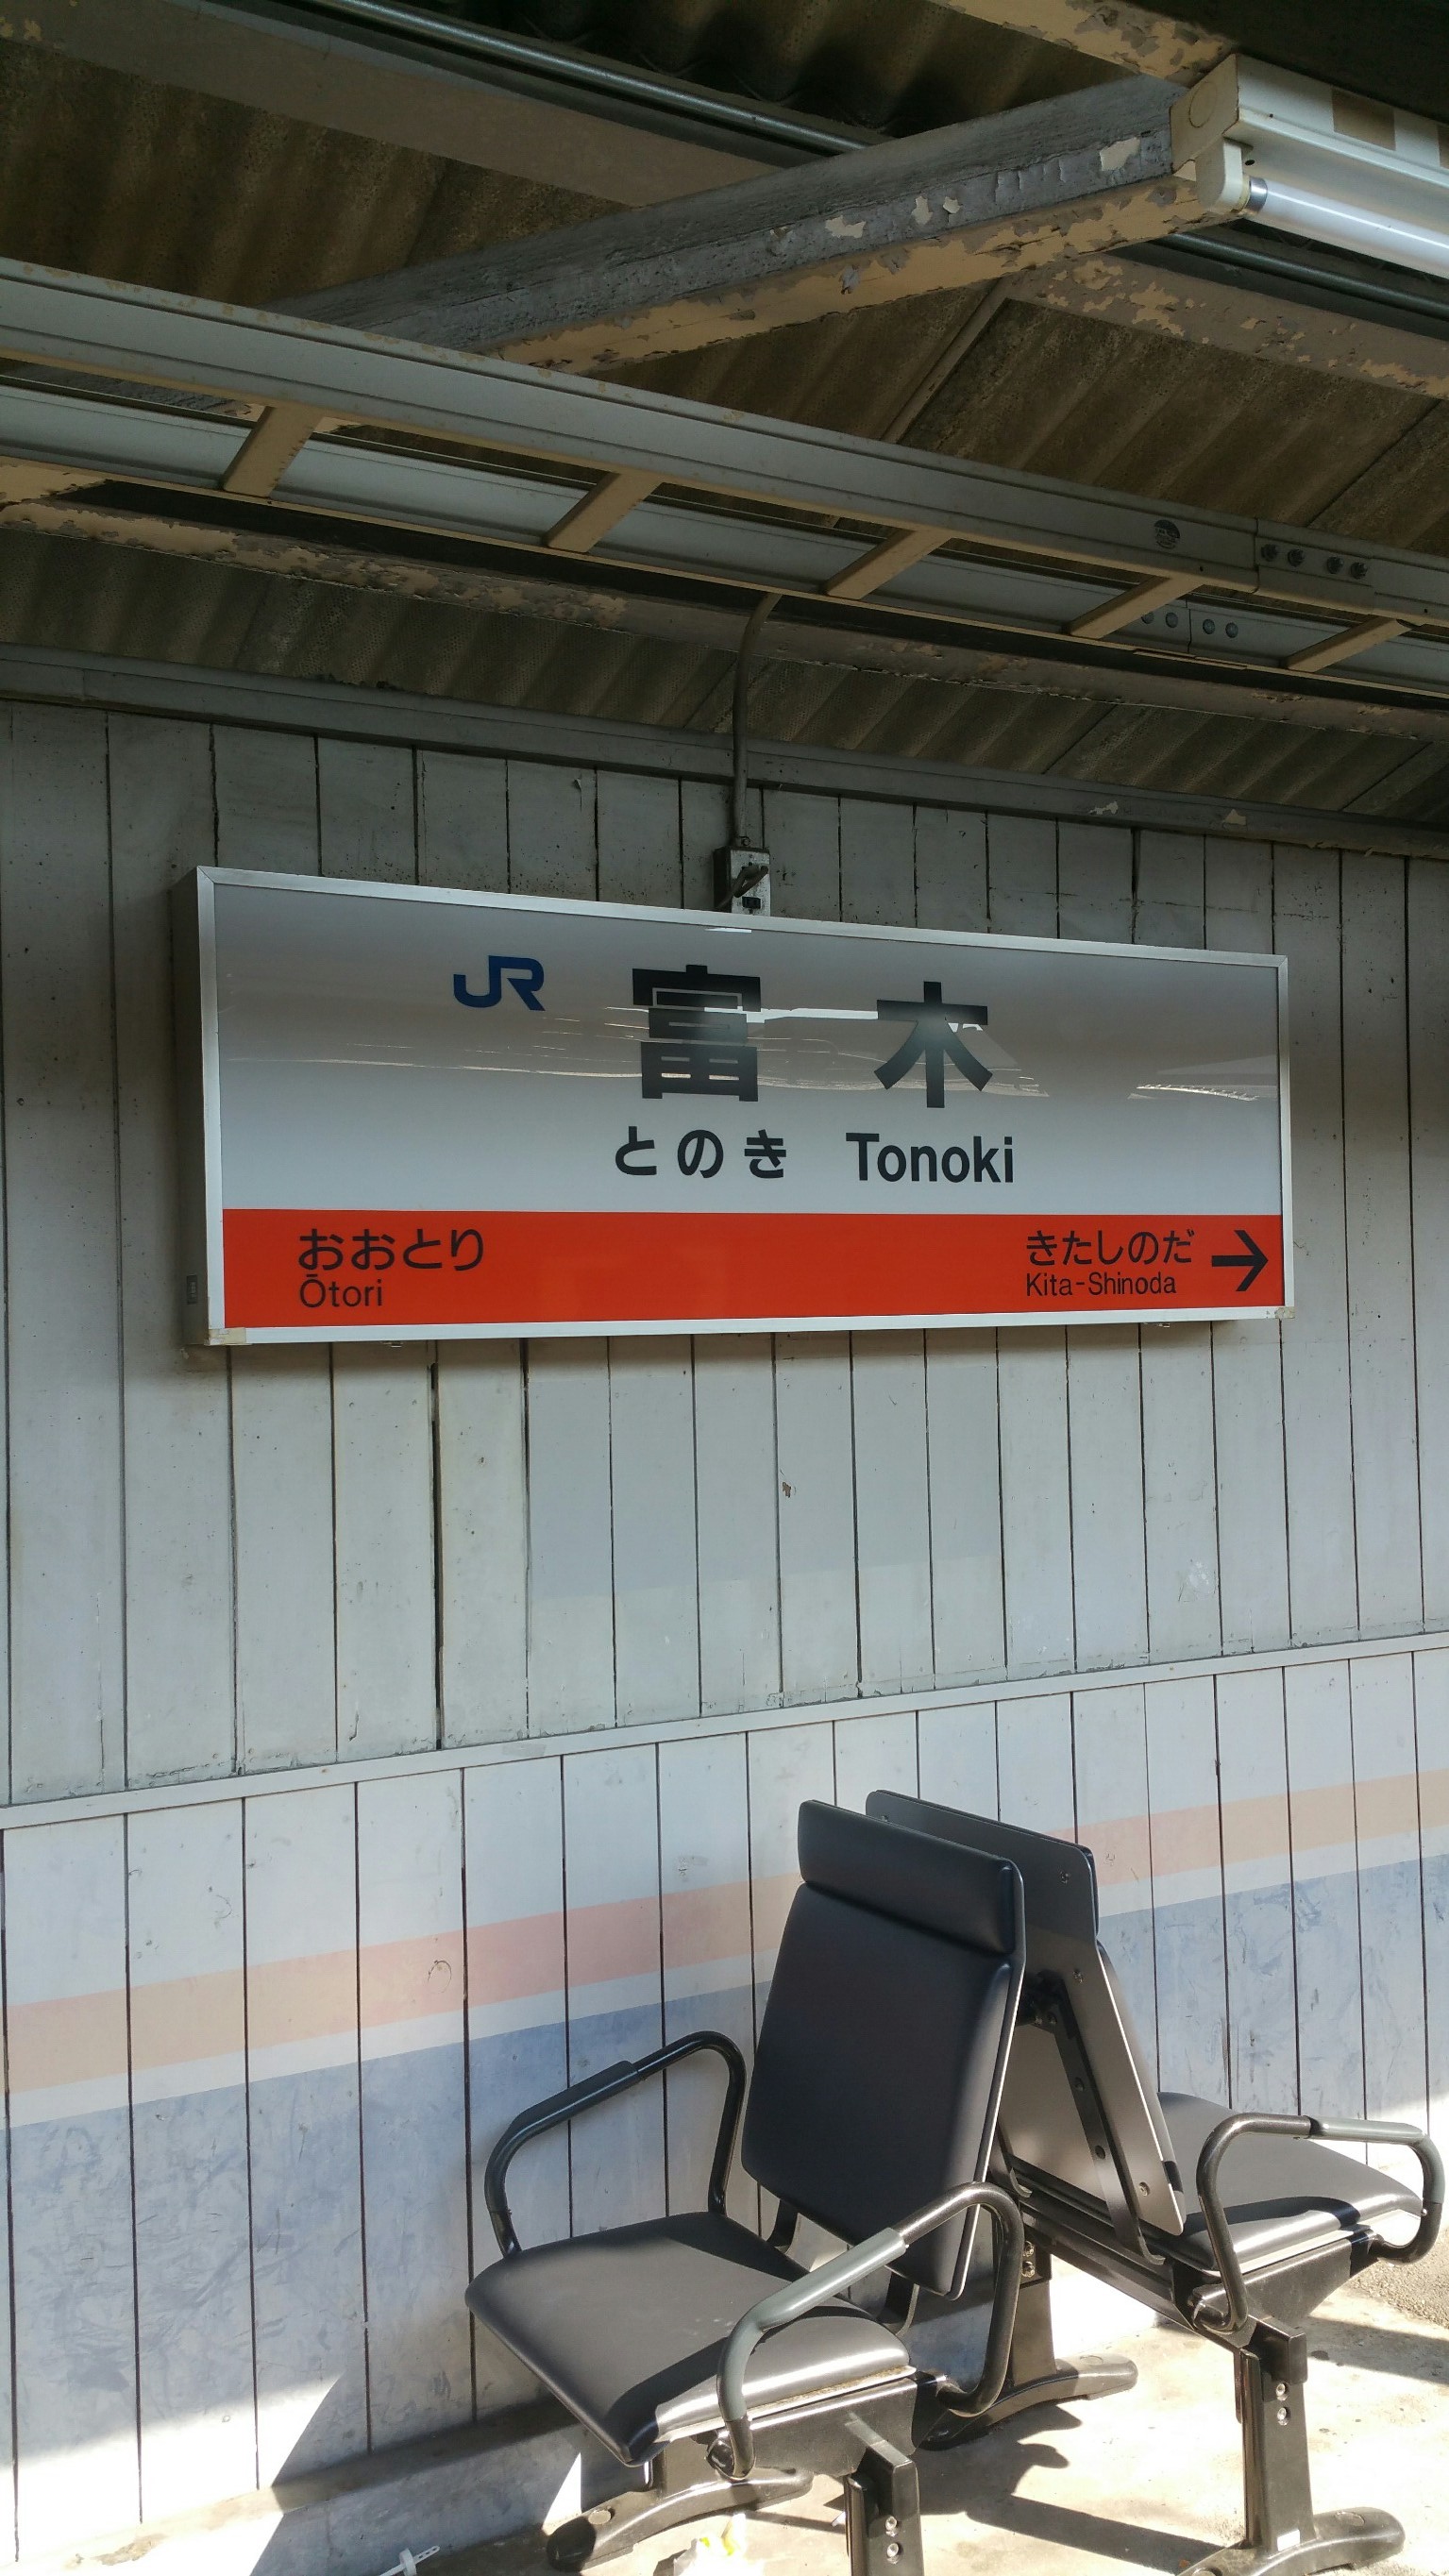 JR 富木
とのき Tonoki
おおとり きたしのだ →
Ōtori Kita-Shinoda